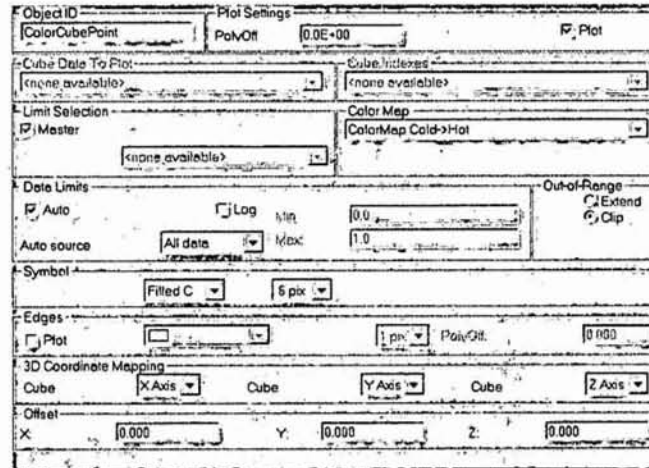 Object ID Plot Settings
ColorCubePoint PolyOff 0.0E+00 Plot
Cube Data To Plot Cube Indexes
<none available> <none available>
Limit Selection Color Map
Master ColorMap Cold->Hot
<none available>
Data Limits Out-of-Range
Auto Log Min 0.0 Extend
Clip
Auto source All data Max: 1.0
Symbol
Filled C 6 pix
Edges
Plot 1 pix PolyOff: 0.000
3D Coordinate Mapping
Cube X Axis Cube Y Axis Cube Z Axis
Offset
X: 0.000 Y: 0.000 Z: 0.000